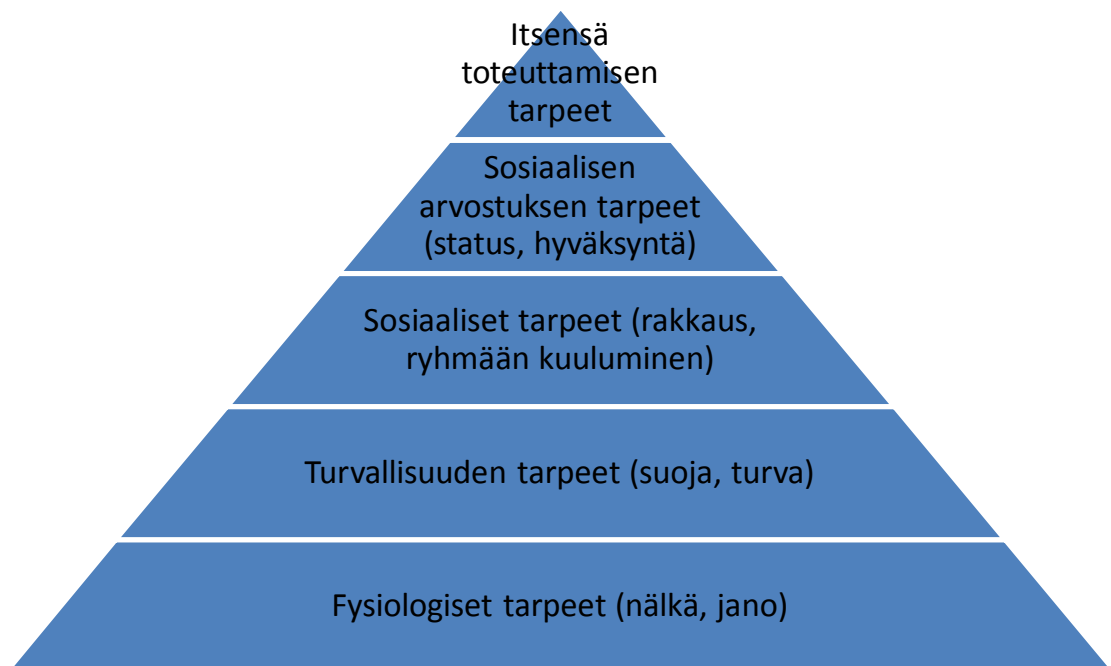 Itsensä
toteuttamisen
tarpeet
Sosiaalisen
arvostuksen tarpeet
(status, hyväksyntä)
Sosiaaliset tarpeet (rakkaus,
ryhmään kuuluminen)
Turvallisuuden tarpeet (suoja, turva)
Fysiologiset tarpeet (nälkä, jano)